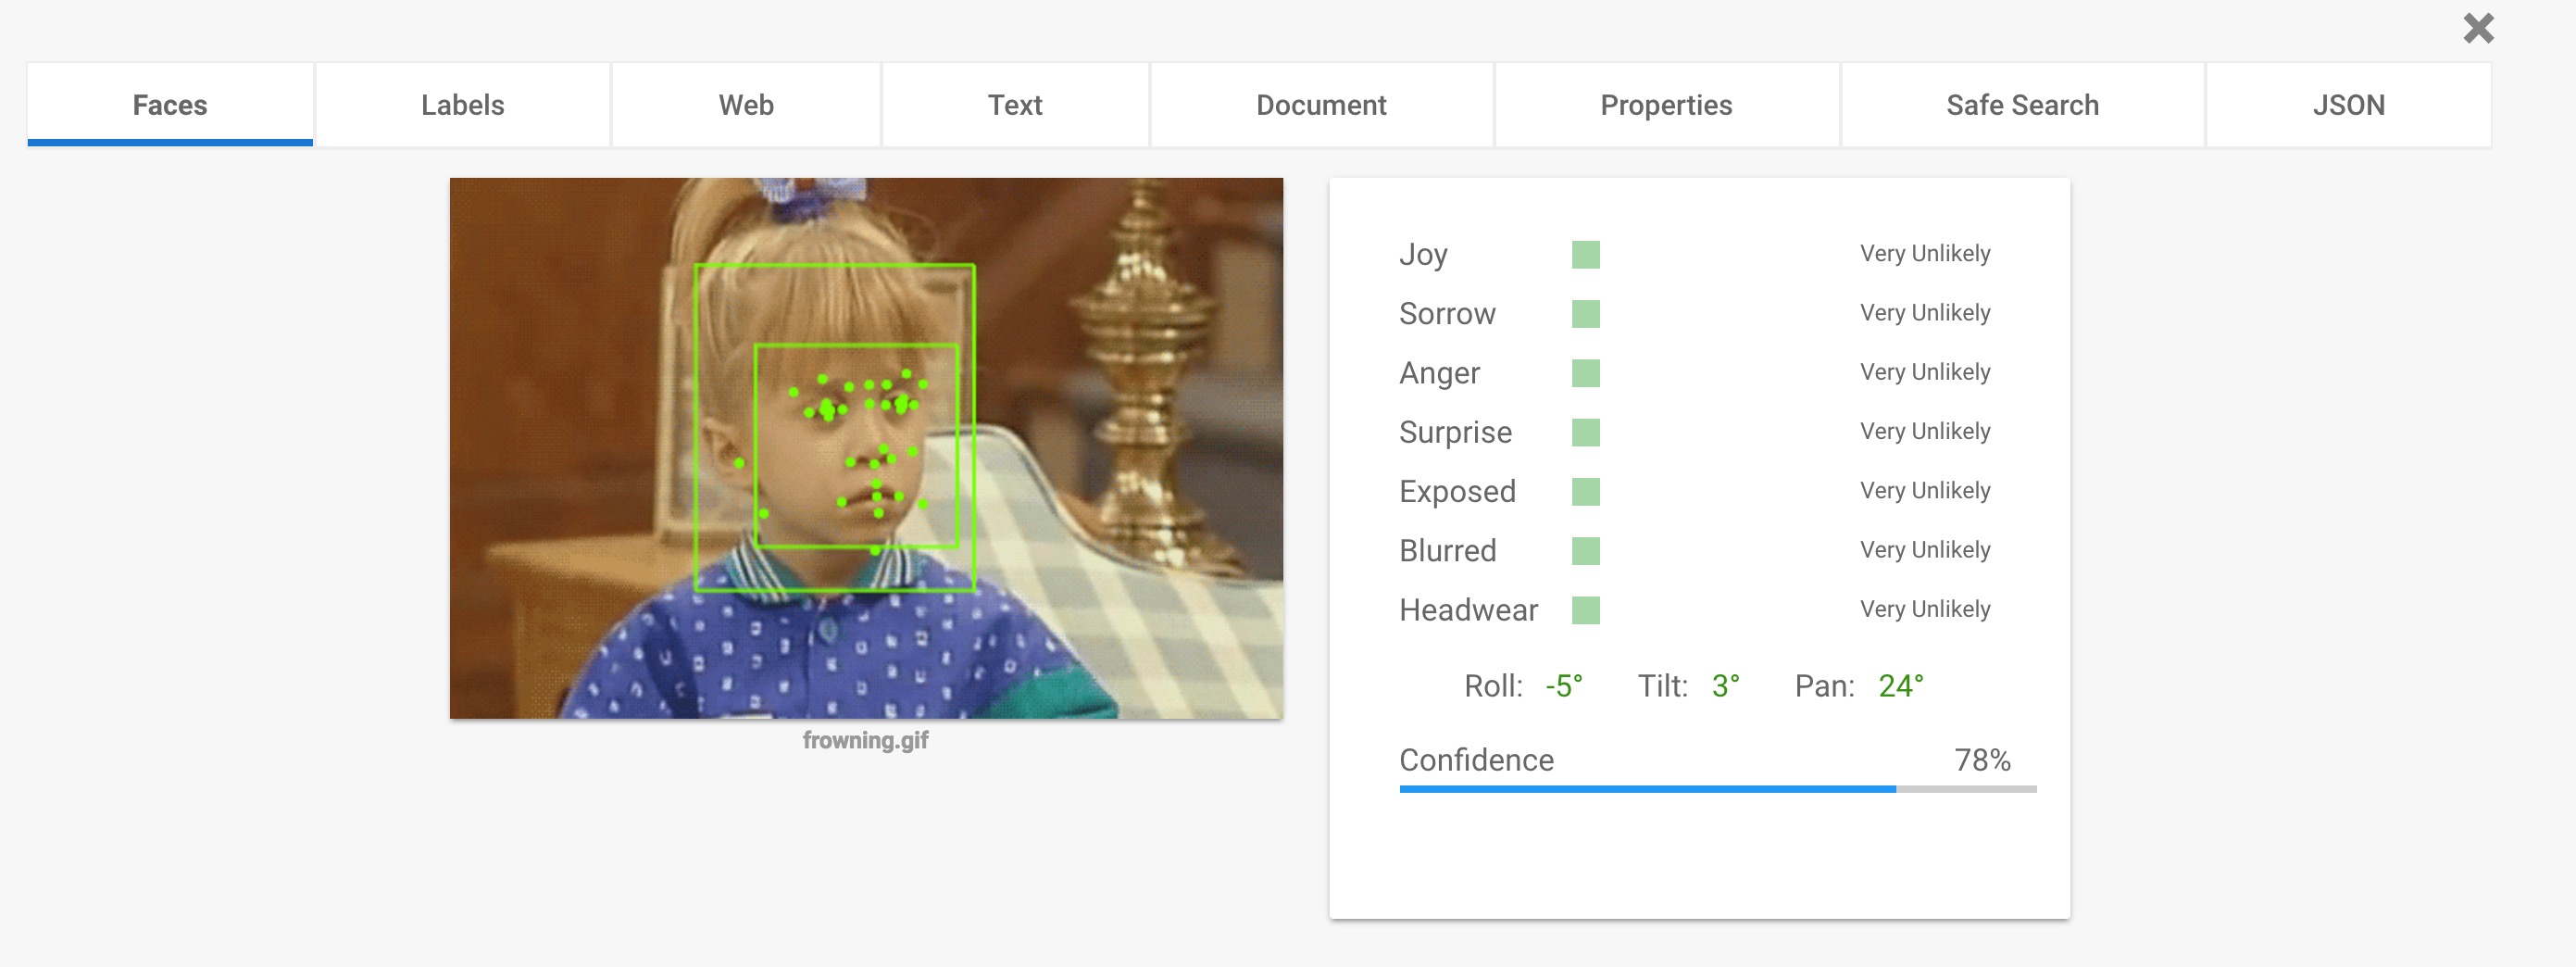 Faces Labels Web Text Document Properties Safe Search JSON
frowning.gif
Joy Very Unlikely
Sorrow Very Unlikely
Anger Very Unlikely
Surprise Very Unlikely
Exposed Very Unlikely
Blurred Very Unlikely
Headwear Very Unlikely
Roll: -5° Tilt: 3° Pan: 24°
Confidence 78%